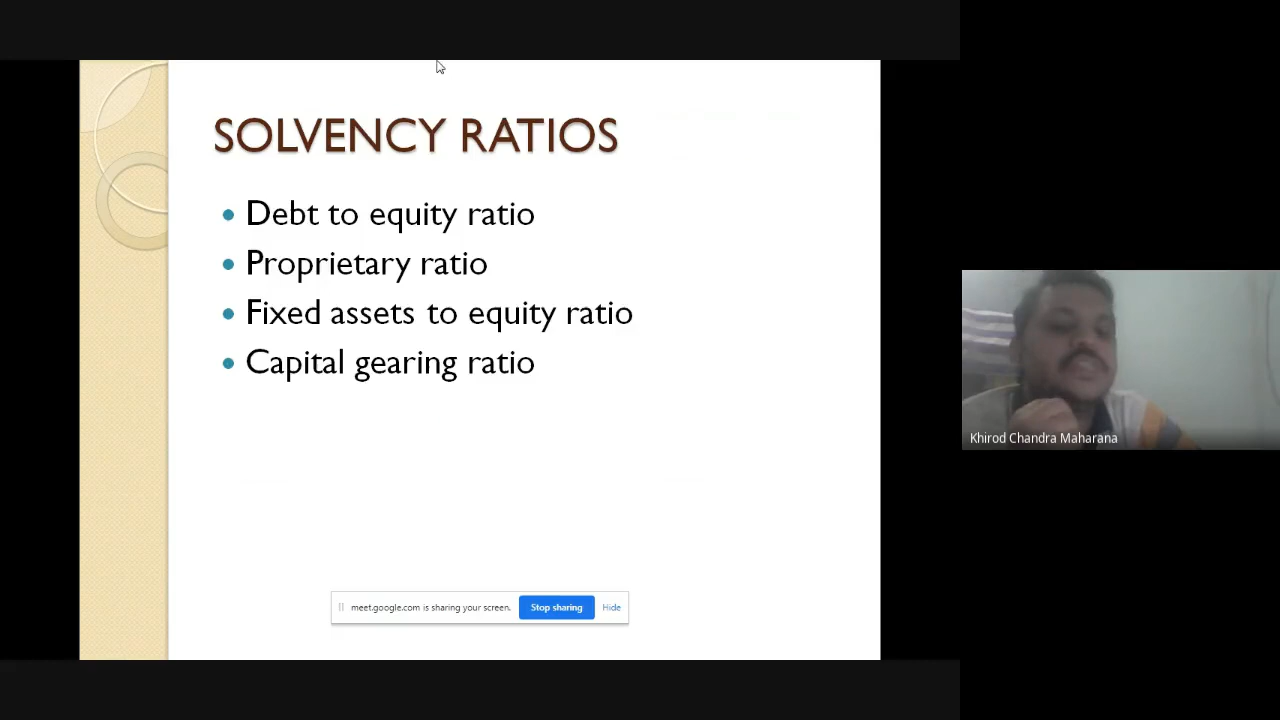 SOLVENCY RATIOS
Debt to equity ratio
Proprietary ratio
Fixed assets to equity ratio
Capital gearing ratio
Khirod Chandra Maharana
meet.google.com is sharing your screen.
Stop sharing
Hide